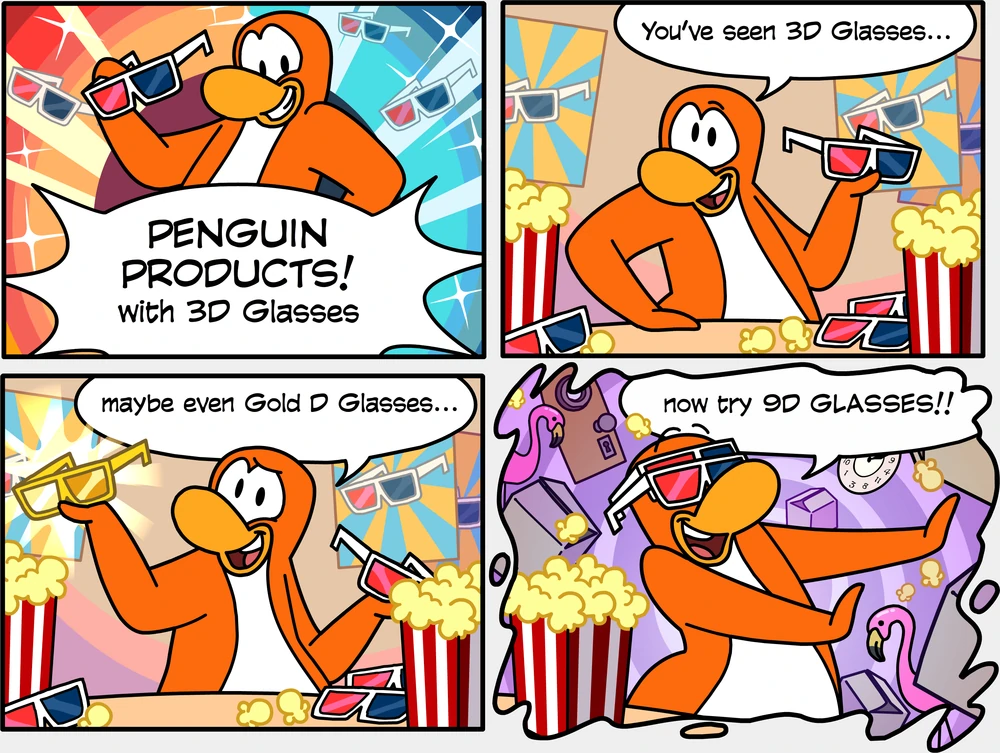 PENGUIN
PRODUCTS!
with 3D Glasses
You've seen 3D Glasses...
maybe even Gold D Glasses...
now try 9D GLASSES!!